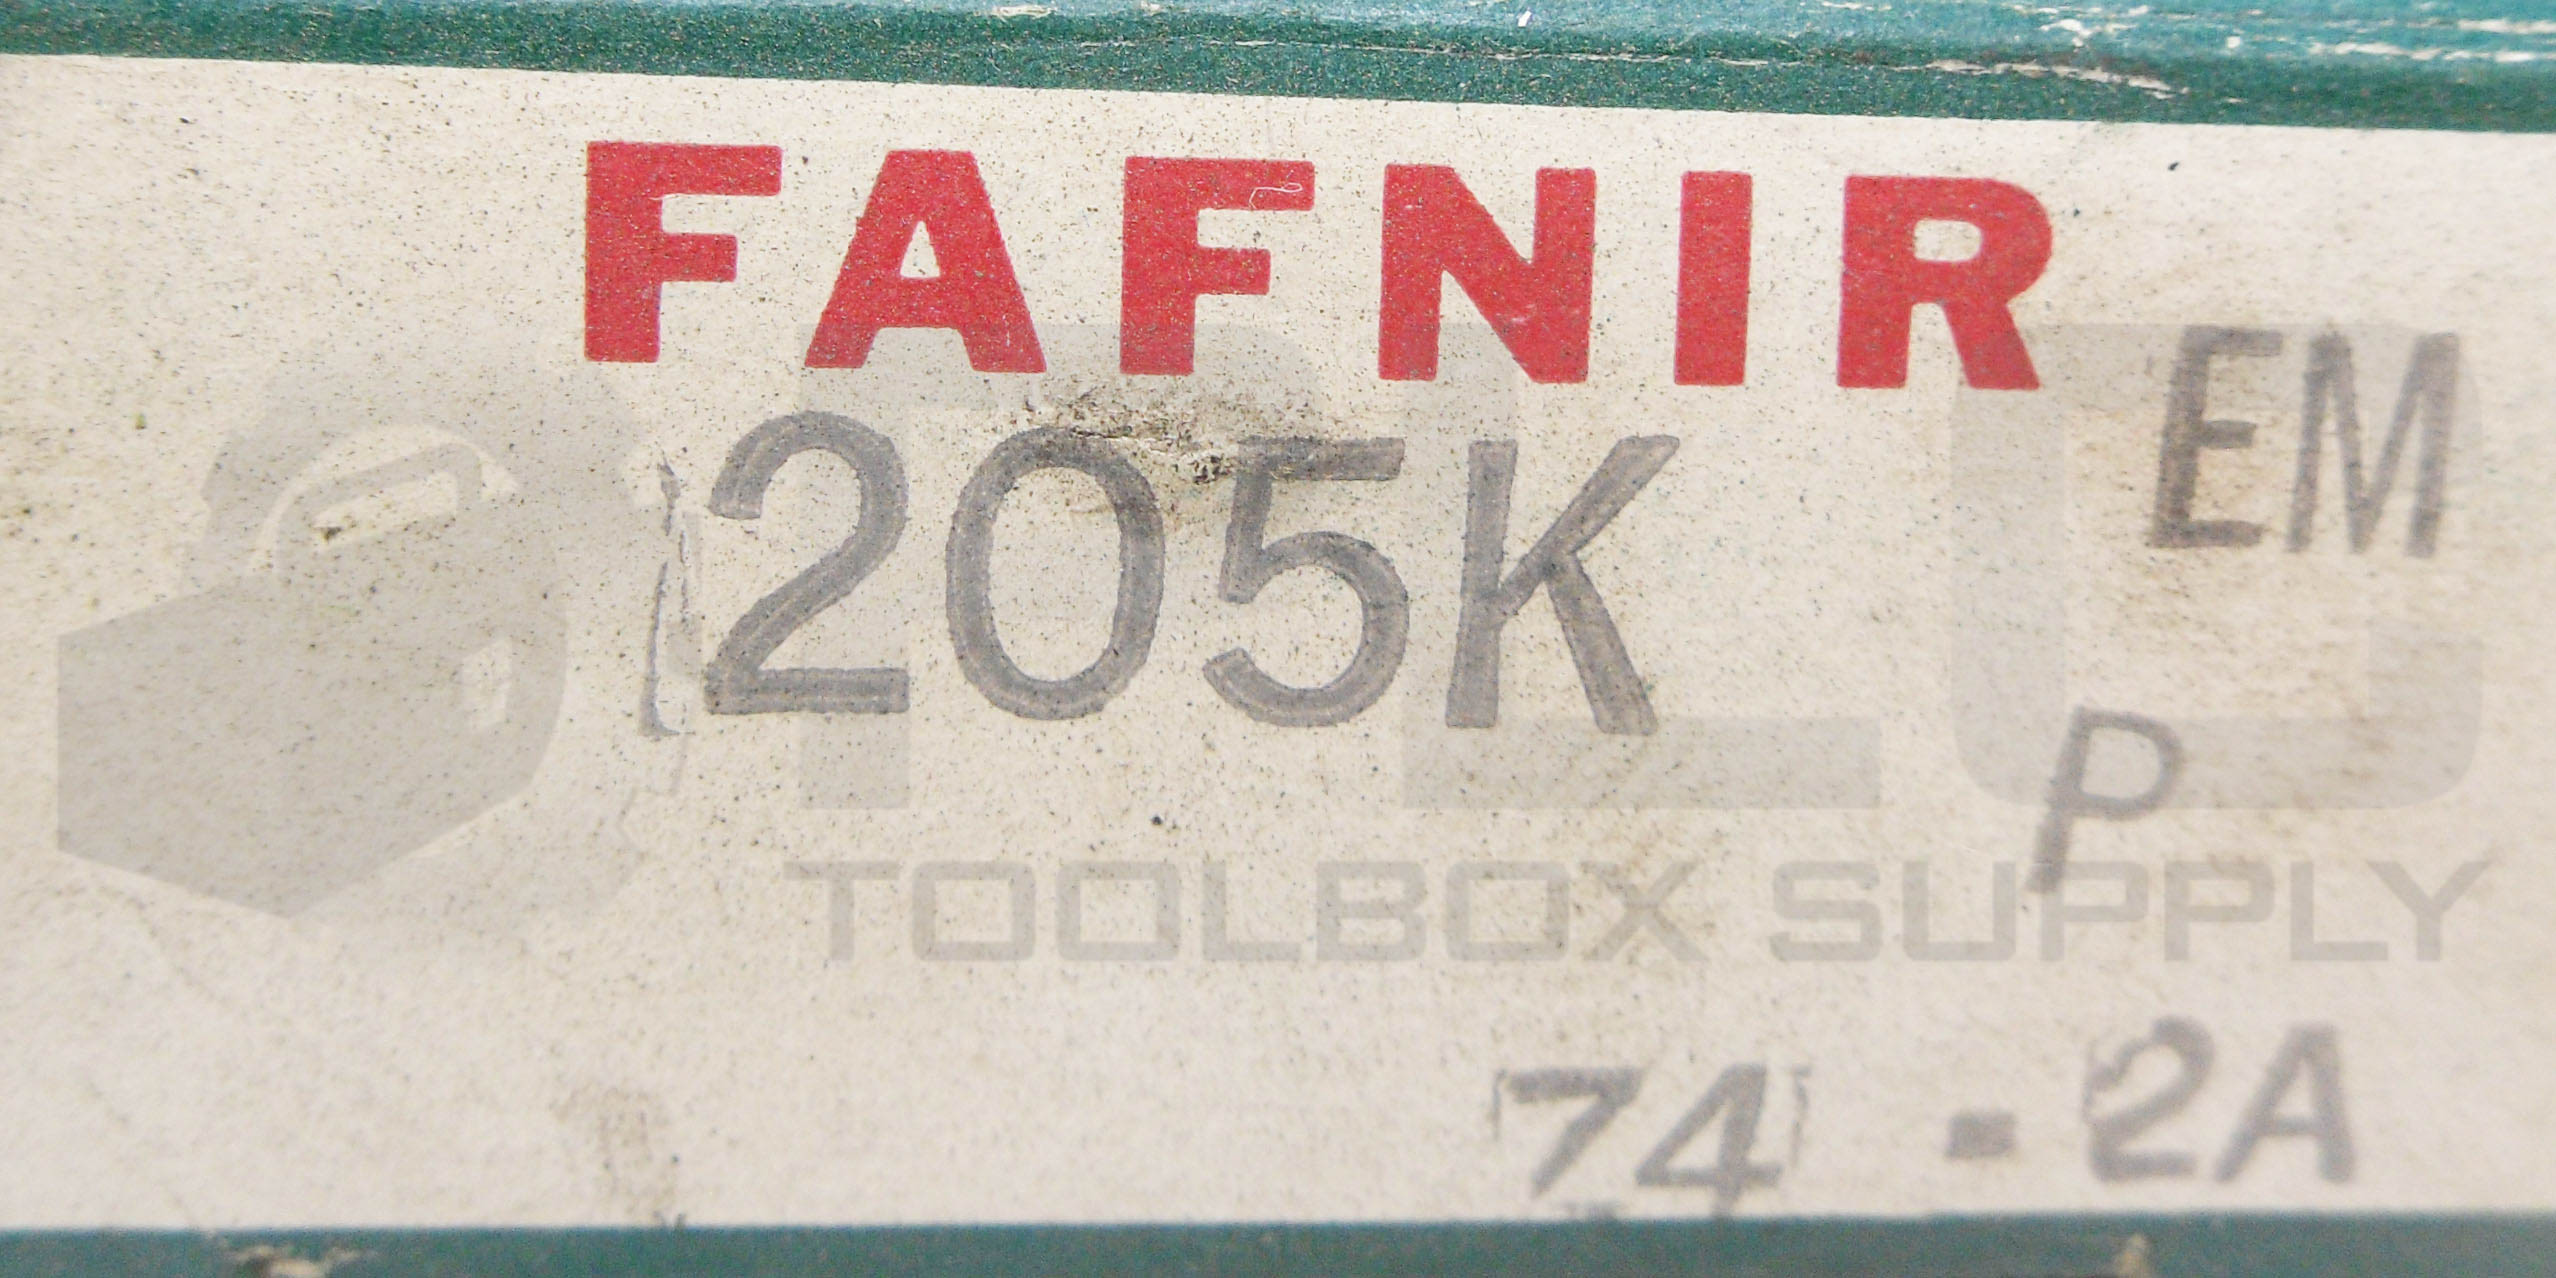 FAFNIR
205K
EM
P
TOOLBOX SUPPLY
74 - 2A